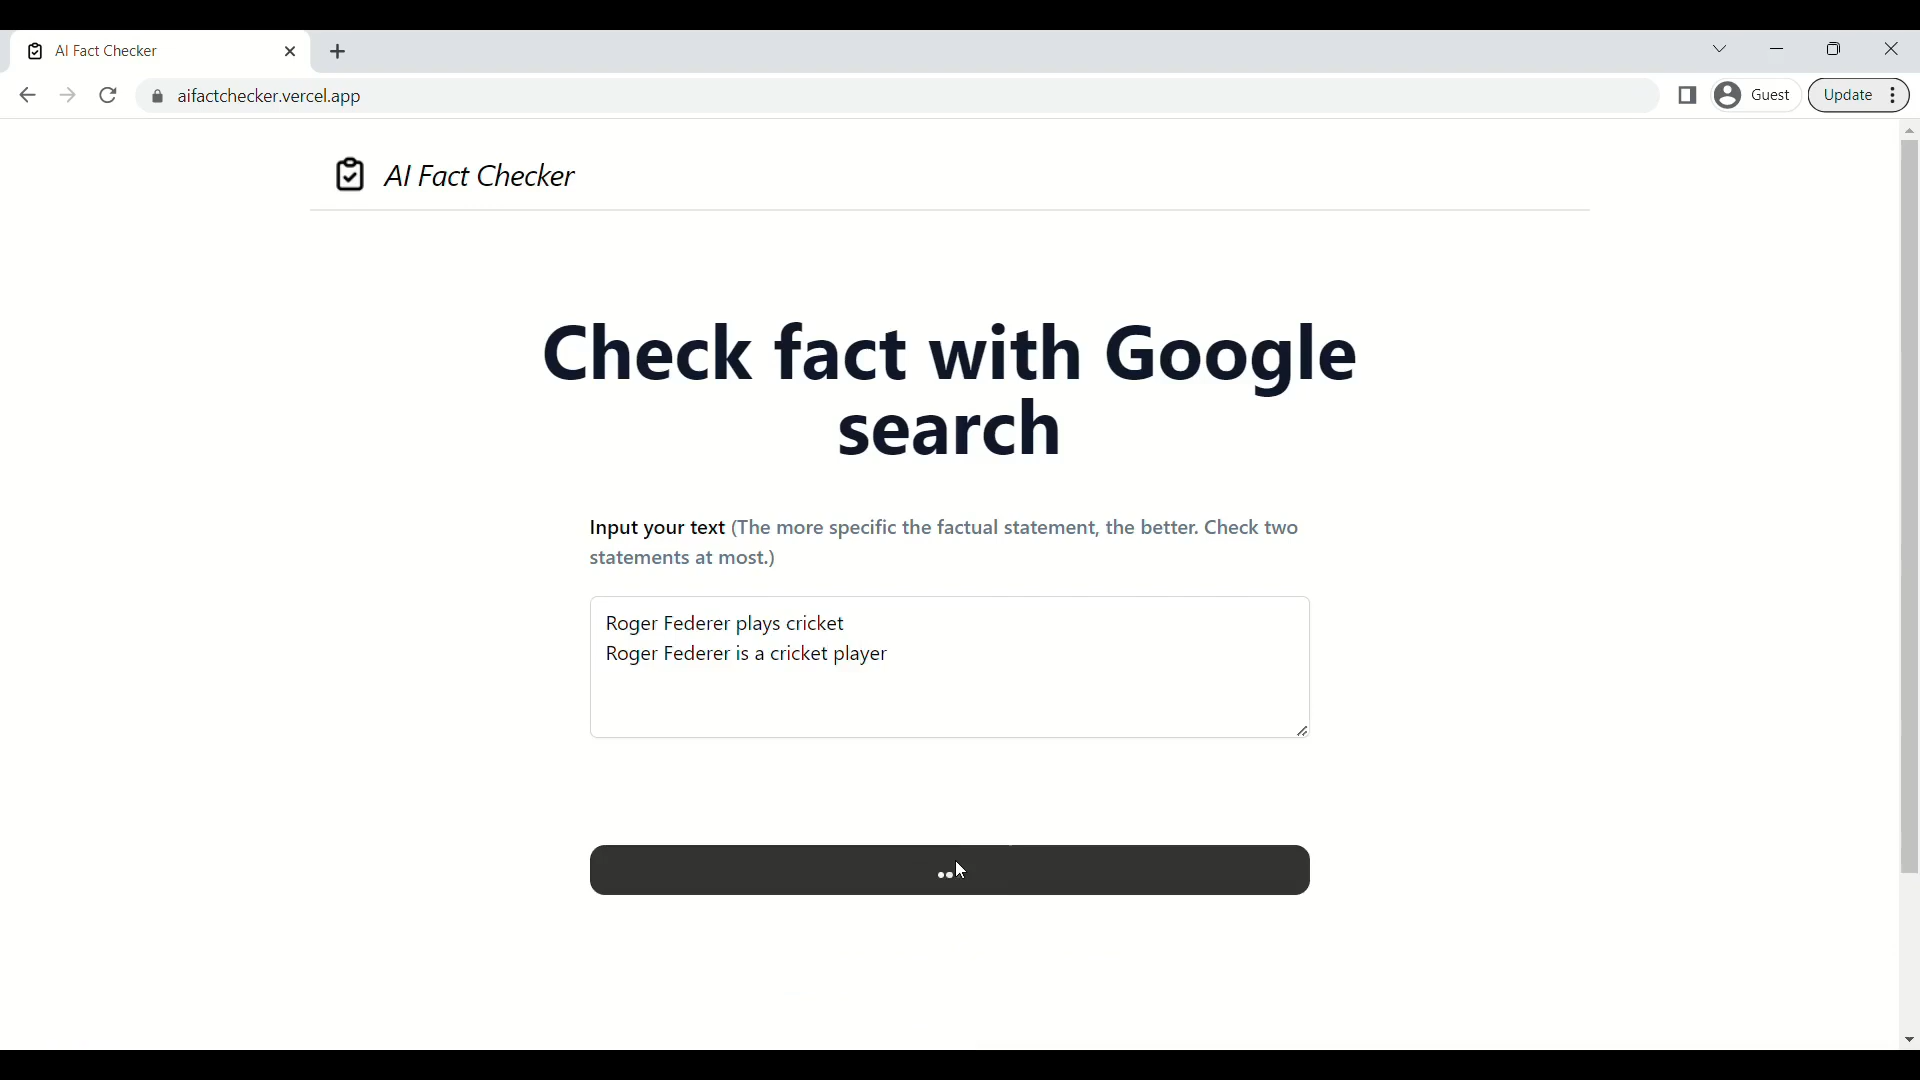 AI Fact Checker
aifactchecker.vercel.app
Guest
Update
AI Fact Checker
Check fact with Google
search
Input your text (The more specific the factual statement, the better. Check two
statements at most.)
Roger Federer plays cricket
Roger Federer is a cricket player